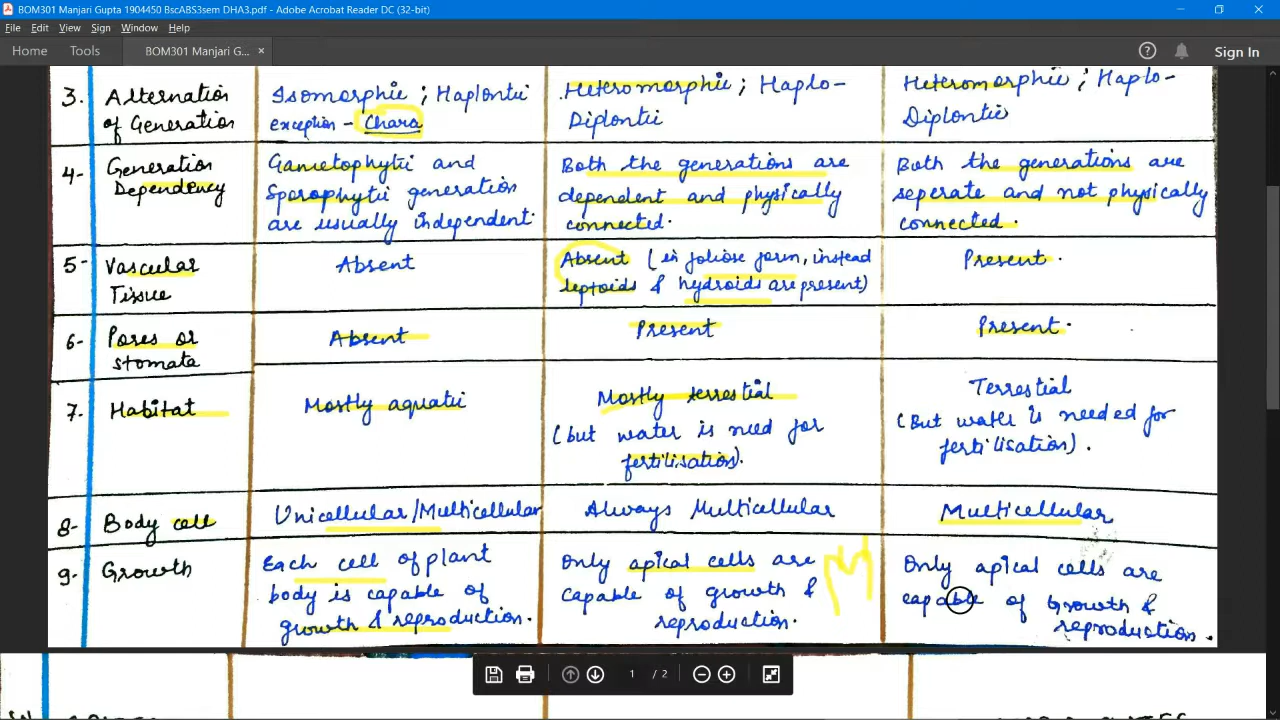 BOM301 Manjari Gupta 1904450 BscABS3sem DHA3.pdf - Adobe Acrobat Reader DC (32-bit)
File Edit View Sign Window Help
Home Tools BOM301 Manjari G... × Sign In
3. Alternation of Generation
Isomorphic ; Haplontic
exception - Chara
Heteromorphic ; Haplo-
Diplontic
Heteromorphic ; Haplo-
Diplontic
4- Generation Dependency
Gametophytic and
Sporophytic generation
are usually independent.
Both the generations are
dependent and physically
connected.
Both the generations are
seperate and not physically
connected.
5- Vascular Tissue
Absent
Absent (in foliose form, instead
leptoids & hydroids are present)
Present.
6- Pores or stomata
Absent
Present
Present.
7. Habitat
Mostly aquatic
Mostly terrestial
(but water is need for
fertilisation).
Terrestial
(But water is needed for
fertilisation).
8- Body cell
Unicellular/Multicellular
Always Multicellular
Multicellular
9- Growth
Each cell of plant
body is capable of
growth & reproduction.
Only apical cells are
capable of growth &
reproduction.
Only apical cells are
capable of growth &
reproduction.
1 / 2